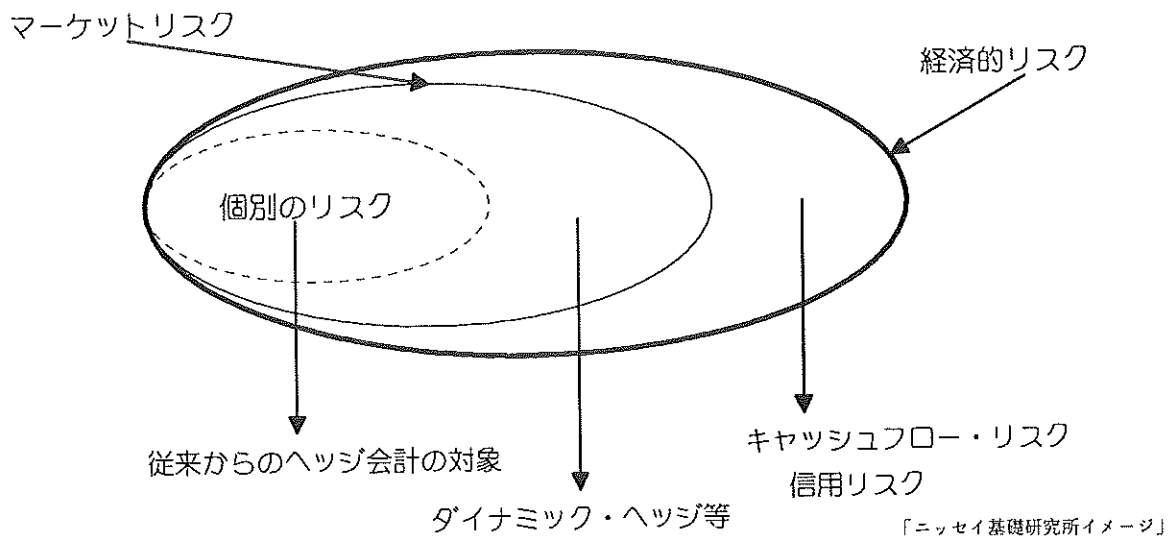 マーケットリスク
経済的リスク
個別のリスク
従来からのヘッジ会計の対象
キャッシュフロー・リスク
信用リスク
ダイナミック・ヘッジ等
「ニッセイ基礎研究所イメージ」